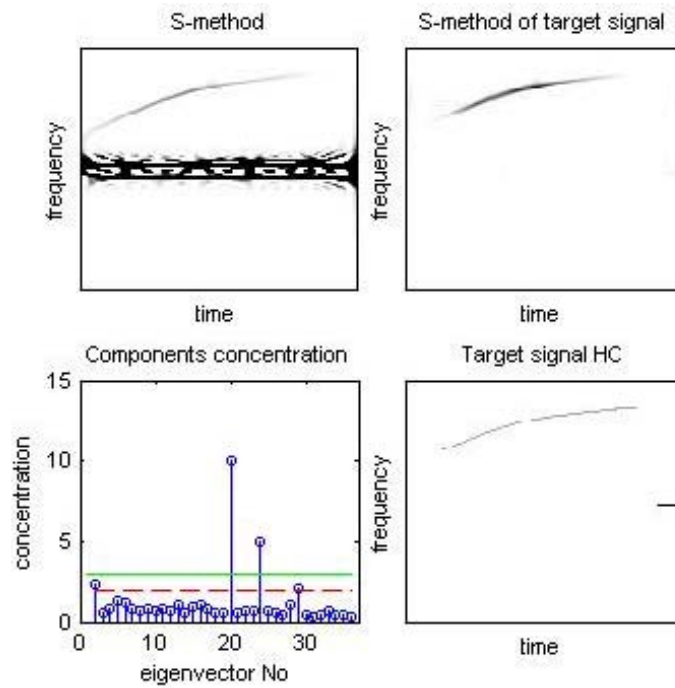 S-method
frequency
time
S-method of target signal
frequency
time
Components concentration
concentration
15
10
5
0
0
10
20
30
eigenvector No
Target signal HC
frequency
time